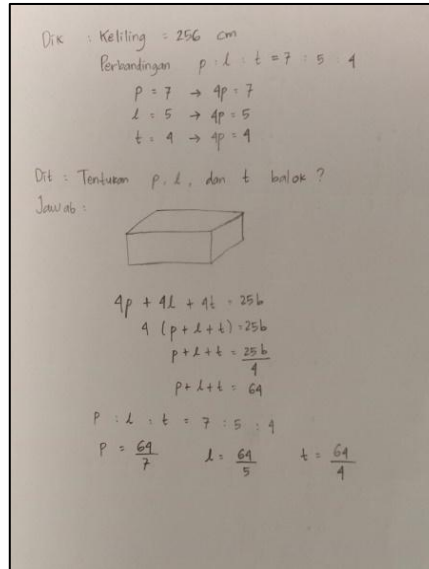 Dik : Keliling = 256 cm
Perbandingan p : l : t = 7 : 5 : 4
p = 7 → 4p = 7
l = 5 → 4p = 5
t = 4 → 4p = 4
Dit : Tentukan p, l, dan t balok ?
Jawab :
4p + 4l + 4t = 256
4 (p + l + t) = 256
p + l + t = 256/4
p + l + t = 64
P : l : t = 7 : 5 : 4
P = 64/7 l = 64/5 t = 64/4